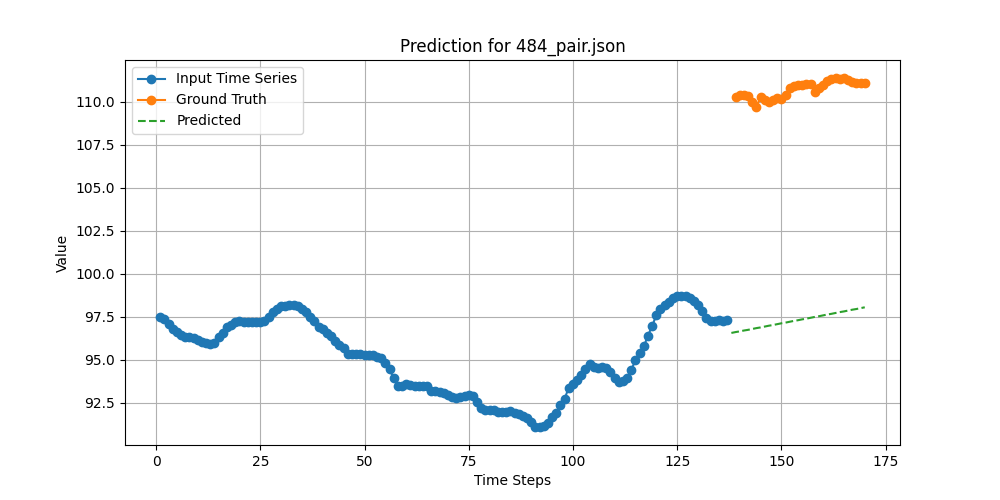 Prediction for 484_pair.json
Input Time Series
Ground Truth
Predicted
110.0
107.5
105.0
102.5
100.0
97.5
95.0
92.5
Value
0 25 50 75 100 125 150 175
Time Steps